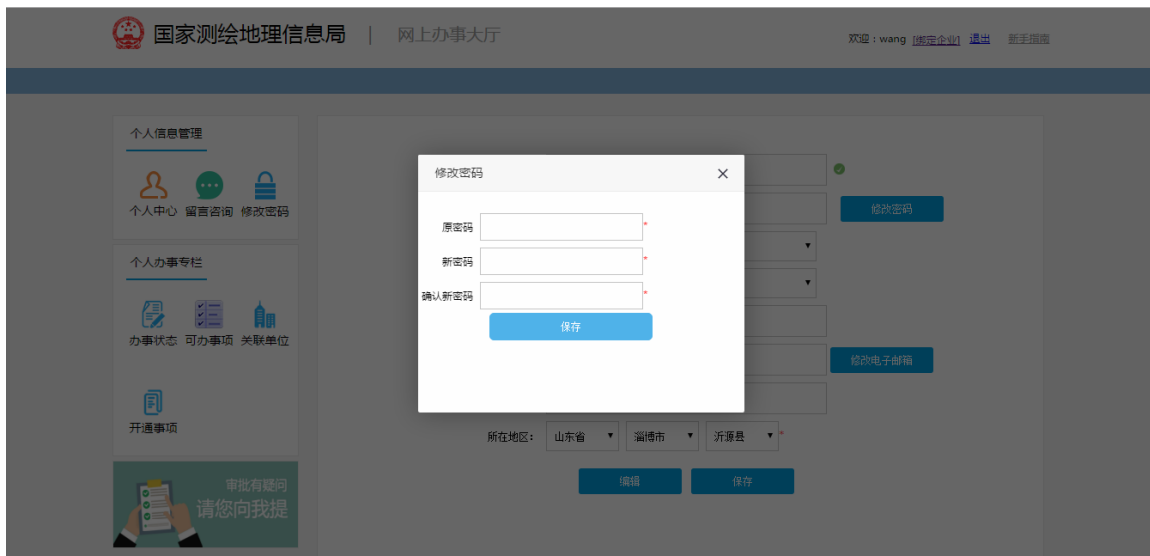 国家测绘地理信息局 | 网上办事大厅
欢迎：wang [绑定企业] 退出 新手指南
个人信息管理
个人中心 留言咨询 修改密码
个人办事专栏
办事状态 可办事项 关联单位
开通事项
审批有疑问
请您向我提
修改密码 ×
原密码 *
新密码 *
确认新密码 *
保存
修改密码
修改电子邮箱
所在地区： 山东省 淄博市 沂源县 *
编辑 保存